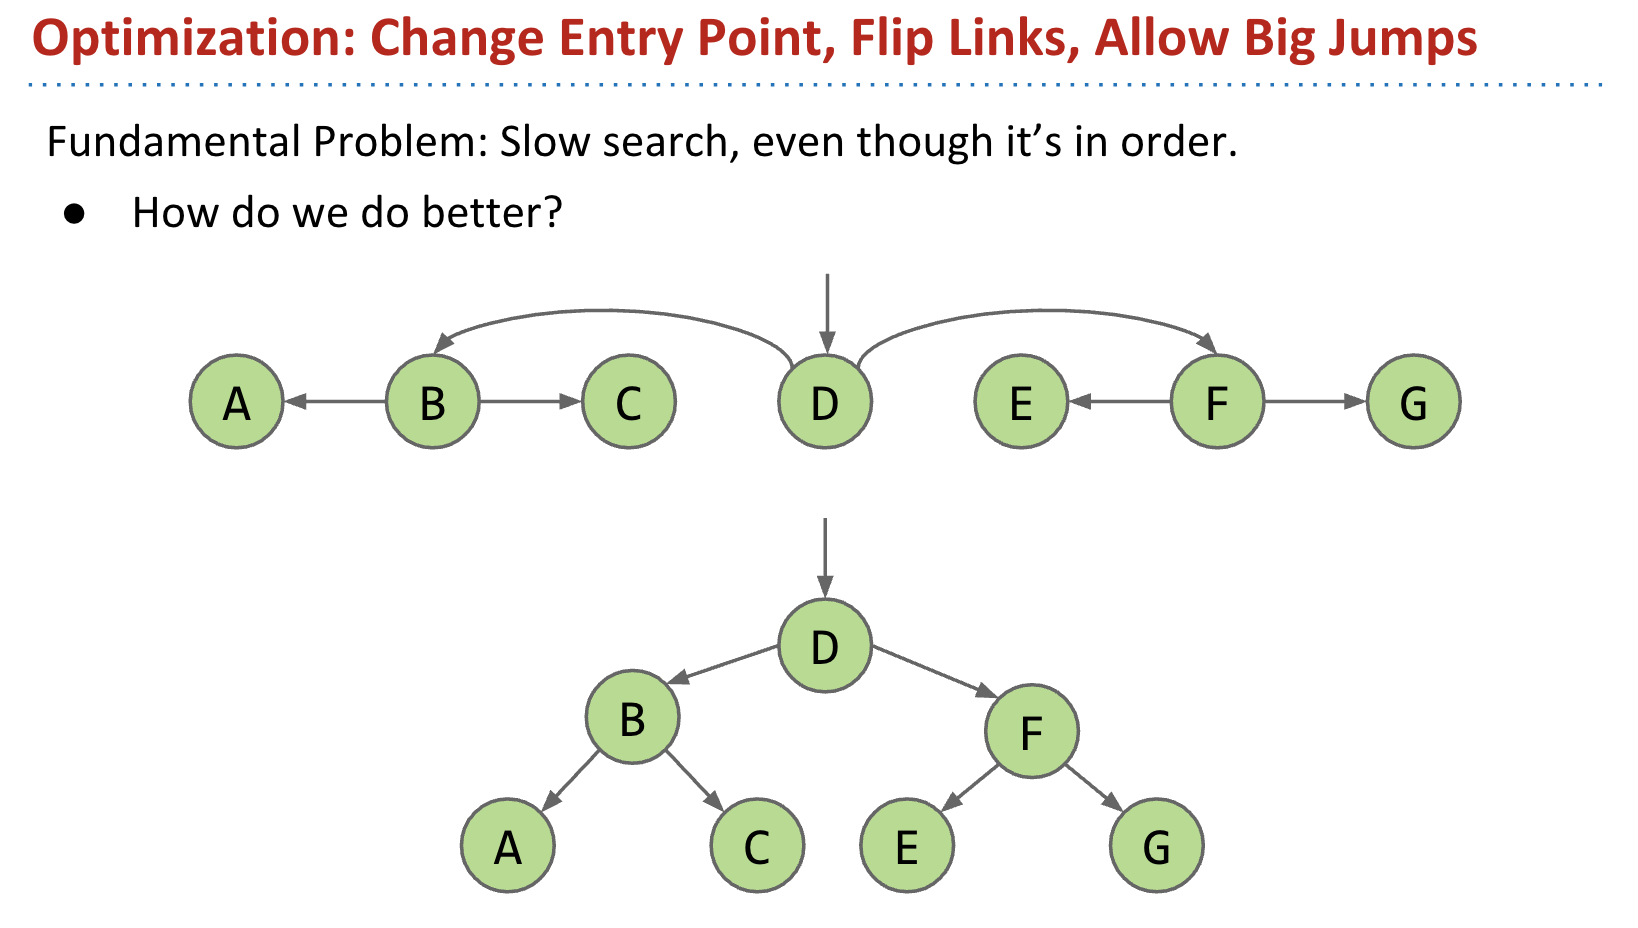 Optimization: Change Entry Point, Flip Links, Allow Big Jumps
Fundamental Problem: Slow search, even though it’s in order.
● How do we do better?
A B C D E F G
D
B
F
A C E G